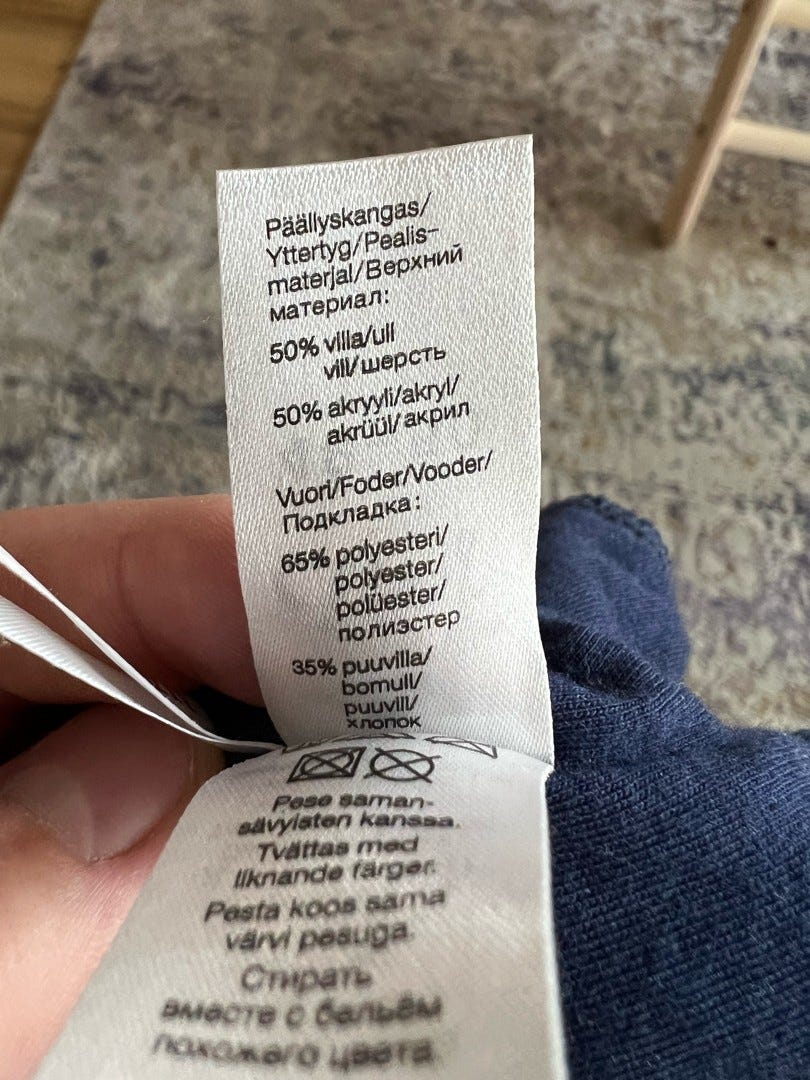 Päällyskangas/
Yttertyg/Pealis-
materjal/Верхний
материал:
50% villa/ull
vill/шерсть
50% akryyli/akryl/
akrüül/акрил
Vuori/Foder/Vooder/
Подкладка:
65% polyesteri/
polyester/
polüester/
полиэстер
35% puuvilla/
bomull/
puuvill/
хлопок
Pese saman-
sävyisten kanssa.
Tvättas med
liknande färger.
Pesta koos sama
värvi pesuga.
Стирать
вместе с бельём
похожего цвета.